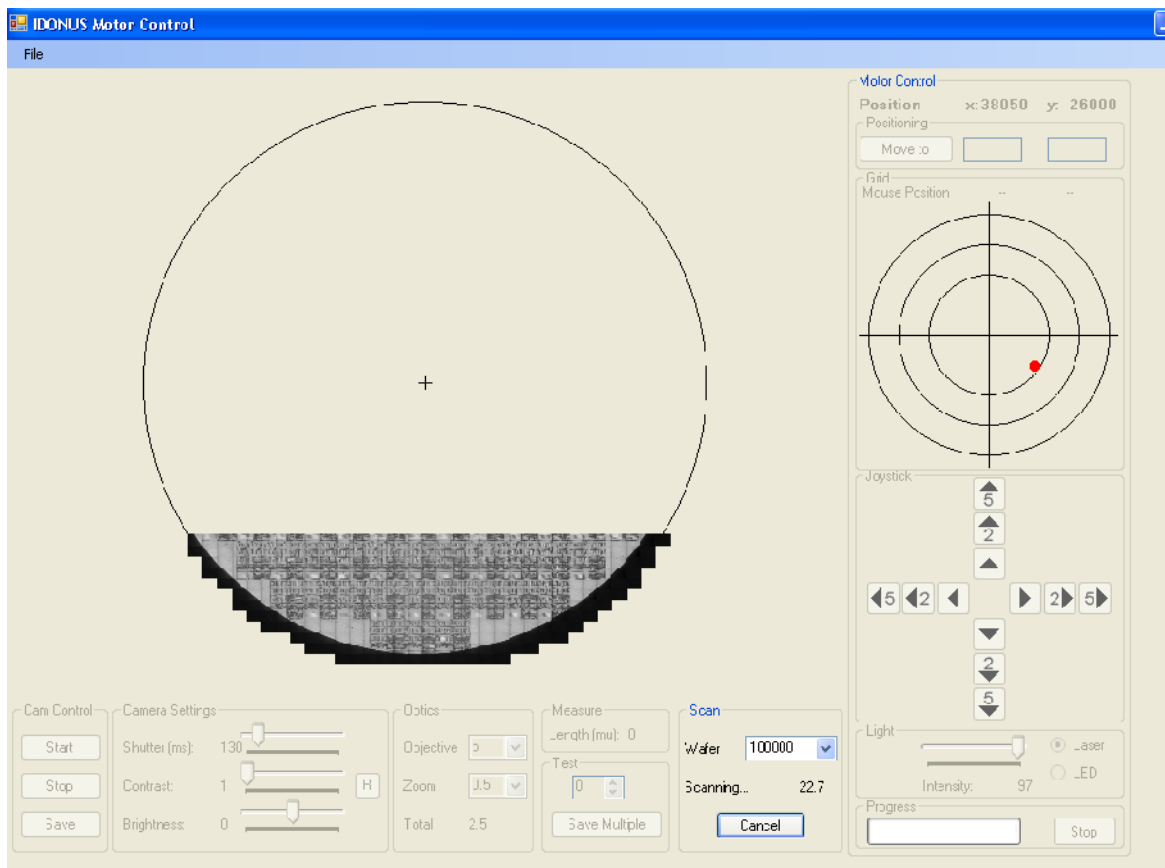 IDONUS Motor Control
File
Motor Control
Position x: 38050 y: 26000
Positioning
Move to
Grid
Mouse Position -- --
Joystick
5
2
5 2 2 5
2
5
Cam Control
Start
Stop
Save
Camera Settings
Shutter (ms): 130
Contrast: 1 H
Brightness: 0
Optics
Objective 5
Zoom 0.5
Total 2.5
Measure
Length (mu): 0
Test
0
Save Multiple
Scan
Wafer 100000
Scanning... 22.7
Cancel
Light
Laser
LED
Intensity: 97
Progress
Stop